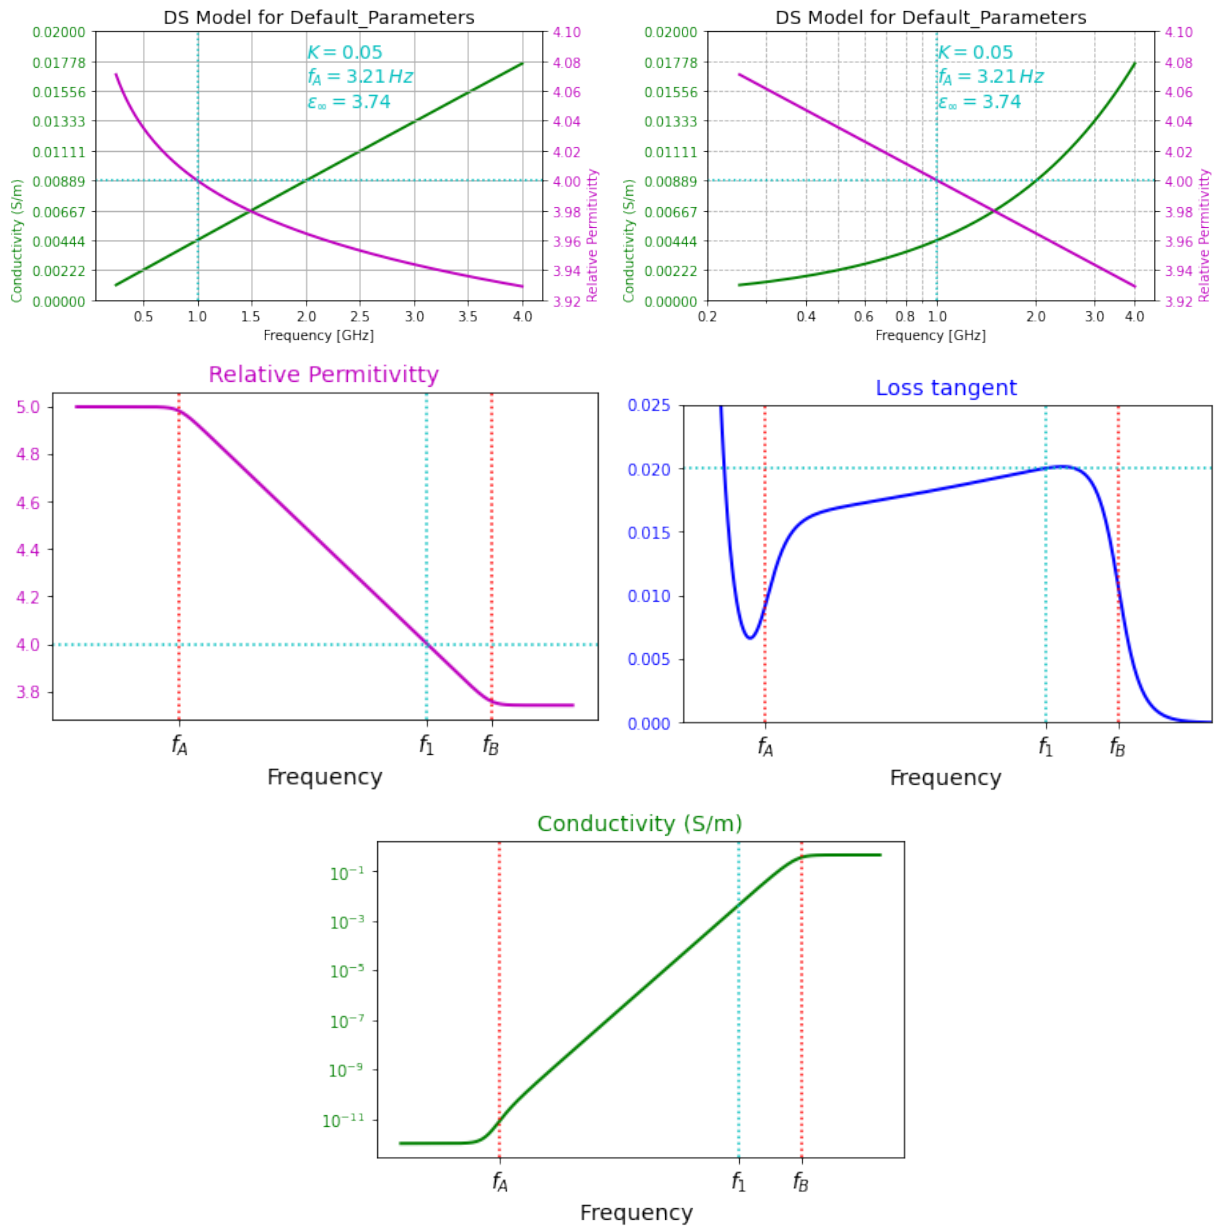 DS Model for Default_Parameters
Conductivity (S/m)
0.02000
0.01778
0.01556
0.01333
0.01111
0.00889
0.00667
0.00444
0.00222
0.00000
K = 0.05
f_A = 3.21 Hz
ε_∞ = 3.74
4.10
4.08
4.06
4.04
4.02
4.00
3.98
3.96
3.94
3.92
Relative Permitivitty
0.5 1.0 1.5 2.0 2.5 3.0 3.5 4.0
Frequency [GHz]
DS Model for Default_Parameters
Conductivity (S/m)
0.02000
0.01778
0.01556
0.01333
0.01111
0.00889
0.00667
0.00444
0.00222
0.00000
K = 0.05
f_A = 3.21 Hz
ε_∞ = 3.74
4.10
4.08
4.06
4.04
4.02
4.00
3.98
3.96
3.94
3.92
Relative Permitivitty
0.2 0.4 0.6 0.8 1.0 2.0 3.0 4.0
Frequency [GHz]
Relative Permitivitty
5.0
4.8
4.6
4.4
4.2
4.0
3.8
f_A f_1 f_B
Frequency
Loss tangent
0.025
0.020
0.015
0.010
0.005
0.000
f_A f_1 f_B
Frequency
Conductivity (S/m)
10^−1
10^−3
10^−5
10^−7
10^−9
10^−11
f_A f_1 f_B
Frequency